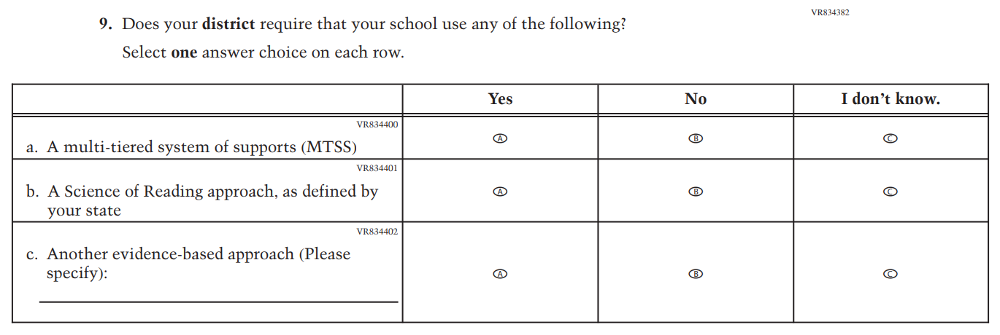 VR834382
9. Does your district require that your school use any of the following?
Select one answer choice on each row.
Yes No I don’t know.
VR834400
a. A multi-tiered system of supports (MTSS) A B C
VR834401
b. A Science of Reading approach, as defined by
your state
A B C
VR834402
c. Another evidence-based approach (Please
specify):
A B C